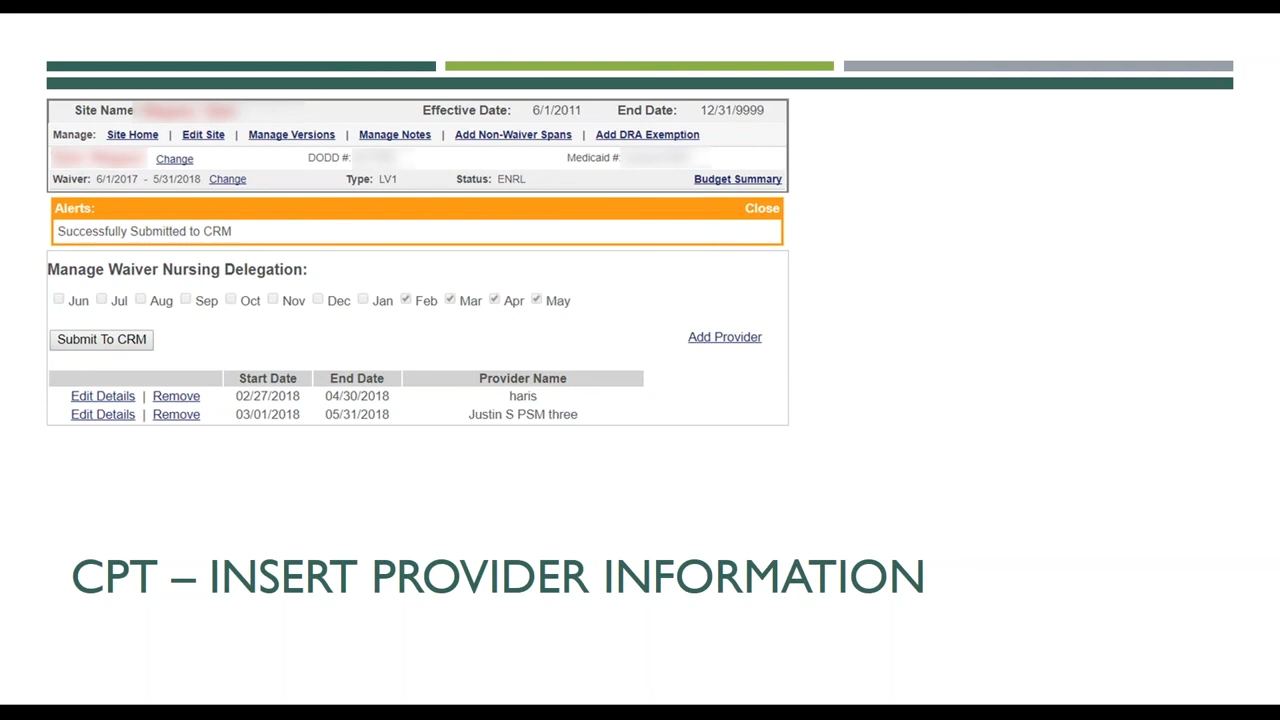 Site Name Effective Date: 6/1/2011 End Date: 12/31/9999
Manage: Site Home | Edit Site | Manage Versions | Manage Notes | Add Non-Waiver Spans | Add DRA Exemption
Change DODD #: Medicaid #:
Waiver: 6/1/2017 - 5/31/2018 Change Type: LV1 Status: ENRL Budget Summary
Alerts: Close
Successfully Submitted to CRM
Manage Waiver Nursing Delegation:
Jun Jul Aug Sep Oct Nov Dec Jan Feb Mar Apr May
Submit To CRM Add Provider
Start Date End Date Provider Name
Edit Details | Remove 02/27/2018 04/30/2018 haris
Edit Details | Remove 03/01/2018 05/31/2018 Justin S PSM three
CPT – INSERT PROVIDER INFORMATION